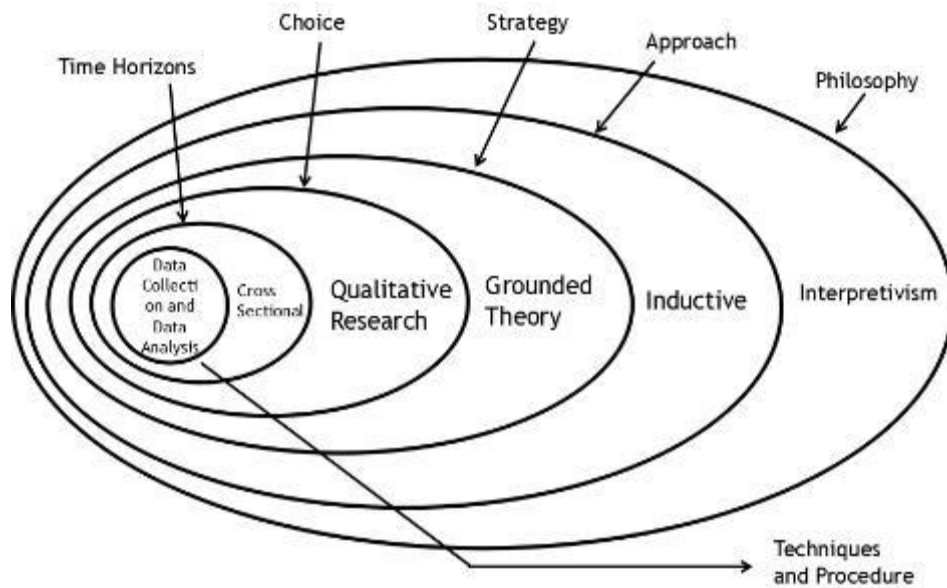 Choice
Strategy
Approach
Time Horizons
Philosophy
Data
Collecti
on and
Data
Analysis
Cross
Sectional
Qualitative
Research
Grounded
Theory
Inductive
Interpretivism
Techniques
and Procedure